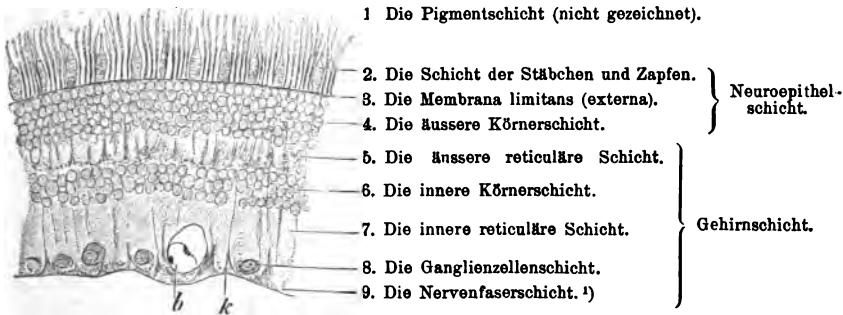 1 Die Pigmentschicht (nicht gezeichnet).
2. Die Schicht der Stäbchen und Zapfen.
3. Die Membrana limitans (externa).
4. Die äussere Körnerschicht.
Neuroepithel-
schicht.
5. Die äussere reticuläre Schicht.
6. Die innere Körnerschicht.
7. Die innere reticuläre Schicht.
8. Die Ganglienzellenschicht.
9. Die Nervenfaserschicht. ¹)
Gehirnschicht.
b k